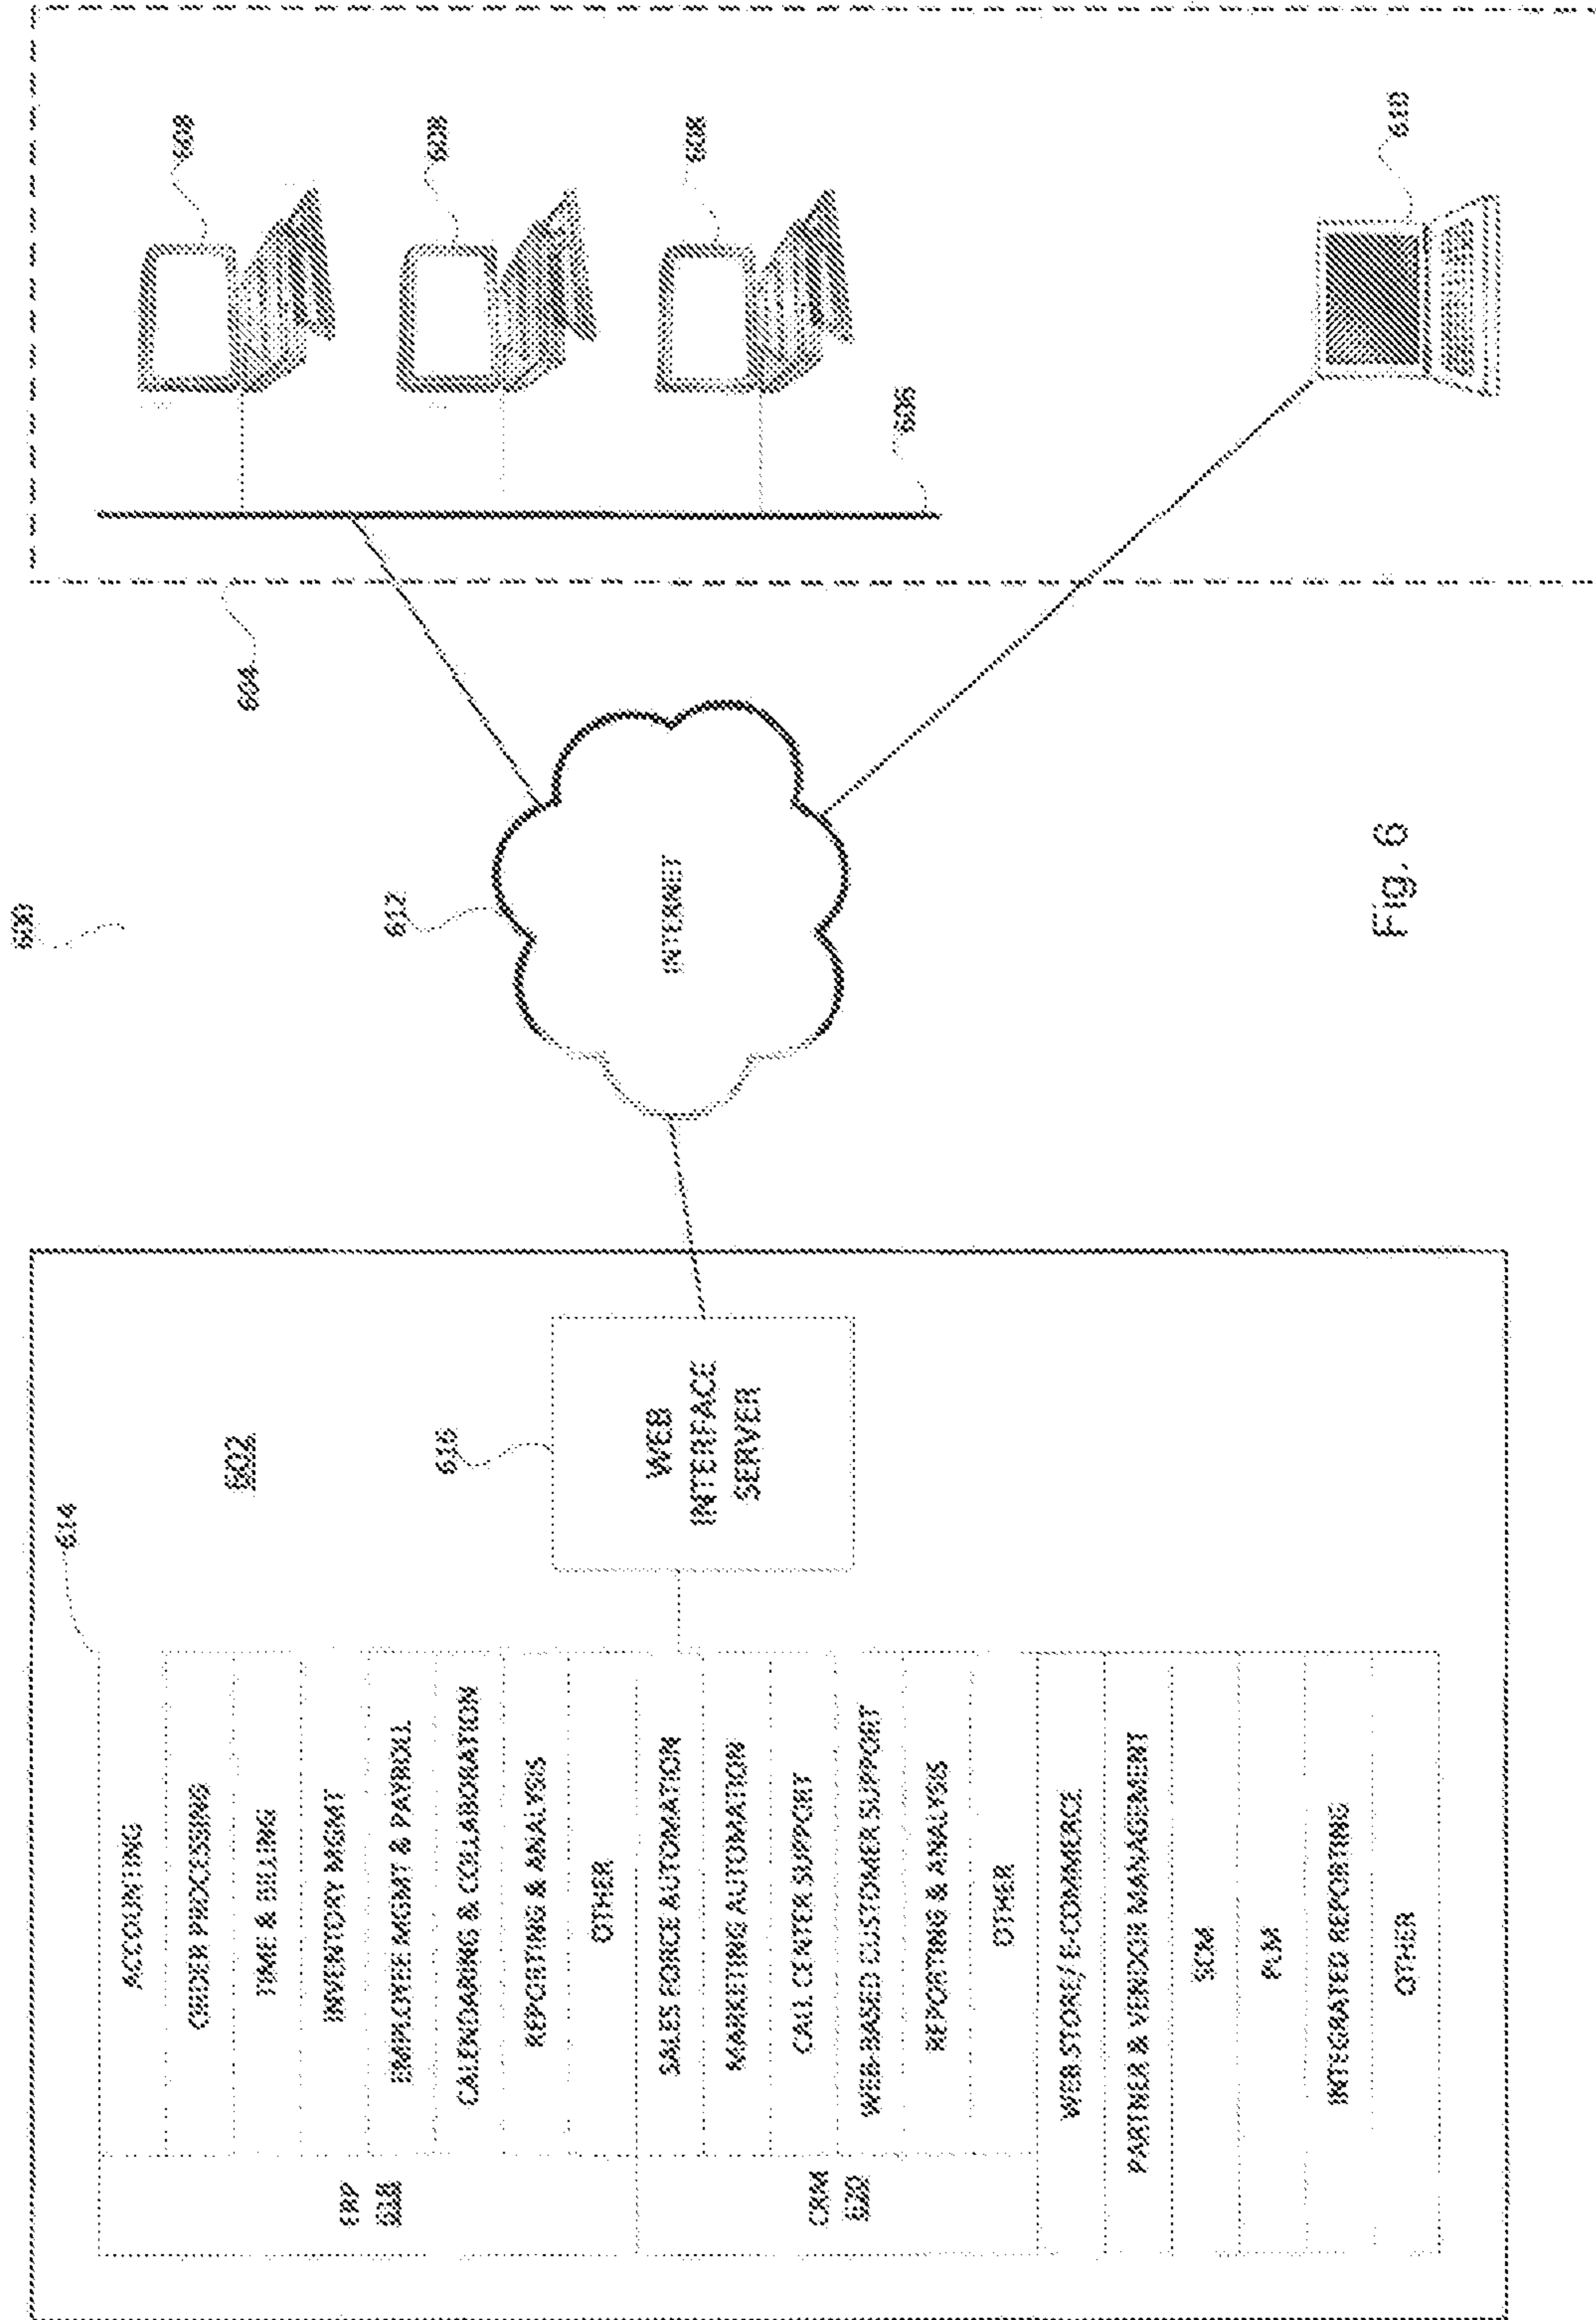 600
602
614
ERP
618
ACCOUNTING
ORDER PROCESSING
TIME & BILLING
INVENTORY MGMT
EMPLOYEE MGMT & PAYROLL
CALENDARING & COLLABORATION
REPORTING & ANALYSIS
OTHER
CRM
620
SALES FORCE AUTOMATION
MARKETING AUTOMATION
CALL CENTER SUPPORT
WEB-BASED CUSTOMER SUPPORT
REPORTING & ANALYSIS
OTHER
WEB STORE/ E-COMMERCE
PARTNER & VENDOR MANAGEMENT
SCM
PLM
INTEGRATED REPORTING
OTHER
616
WEB
INTERFACE
SERVER
612
INTERNET
604
606
608
608
608
610
Fig. 6